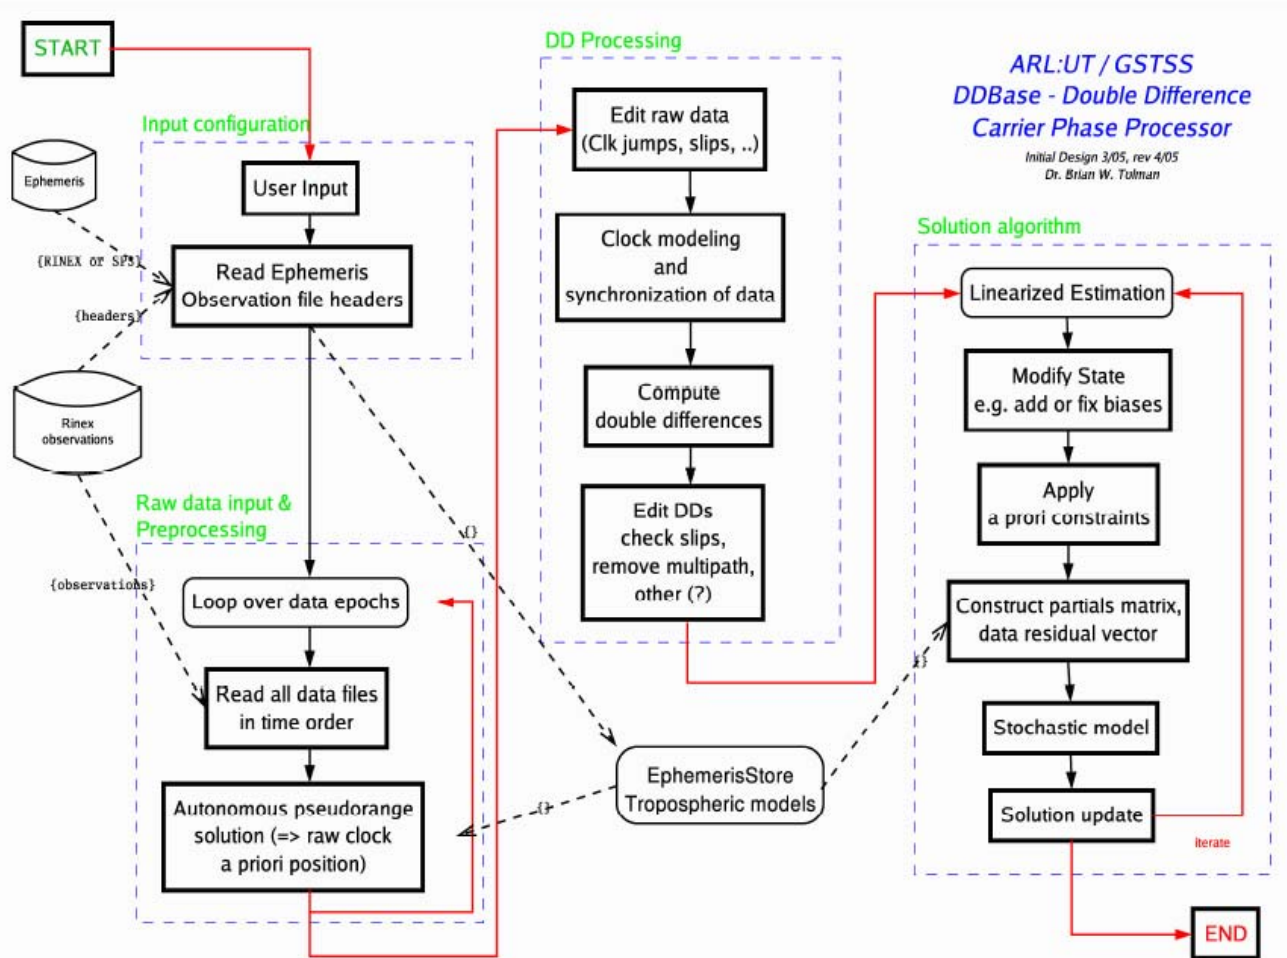 START
Input configuration
Ephemeris
{RINEX or SP3}
User Input
Read Ephemeris
Observation file headers
{headers}
Rinex
observations
Raw data input &
Preprocessing
{observations}
Loop over data epochs
Read all data files
in time order
Autonomous pseudorange
solution (=> raw clock
a priori position)
{}
{}
{}
EphemerisStore
Tropospheric models
DD Processing
Edit raw data
(Clk jumps, slips, ..)
Clock modeling
and
synchronization of data
Compute
double differences
Edit DDs
check slips,
remove multipath,
other (?)
ARL:UT / GSTSS
DDBase - Double Difference
Carrier Phase Processor
Initial Design 3/05, rev 4/05
Dr. Brian W. Tolman
Solution algorithm
Linearized Estimation
Modify State
e.g. add or fix biases
Apply
a prori constraints
Construct partials matrix,
data residual vector
Stochastic model
Solution update
iterate
END